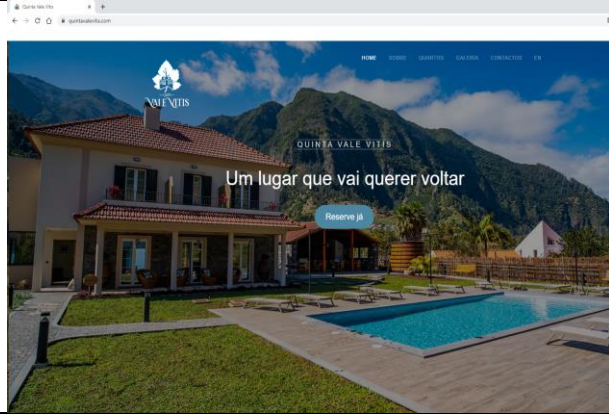 Quinta Vale Vitis
quintavalevitis.com
HOME SOBRE QUARTOS GALERIA CONTACTOS EN
VALE VITIS
QUINTA VALE VITIS
Um lugar que vai querer voltar
Reserve já